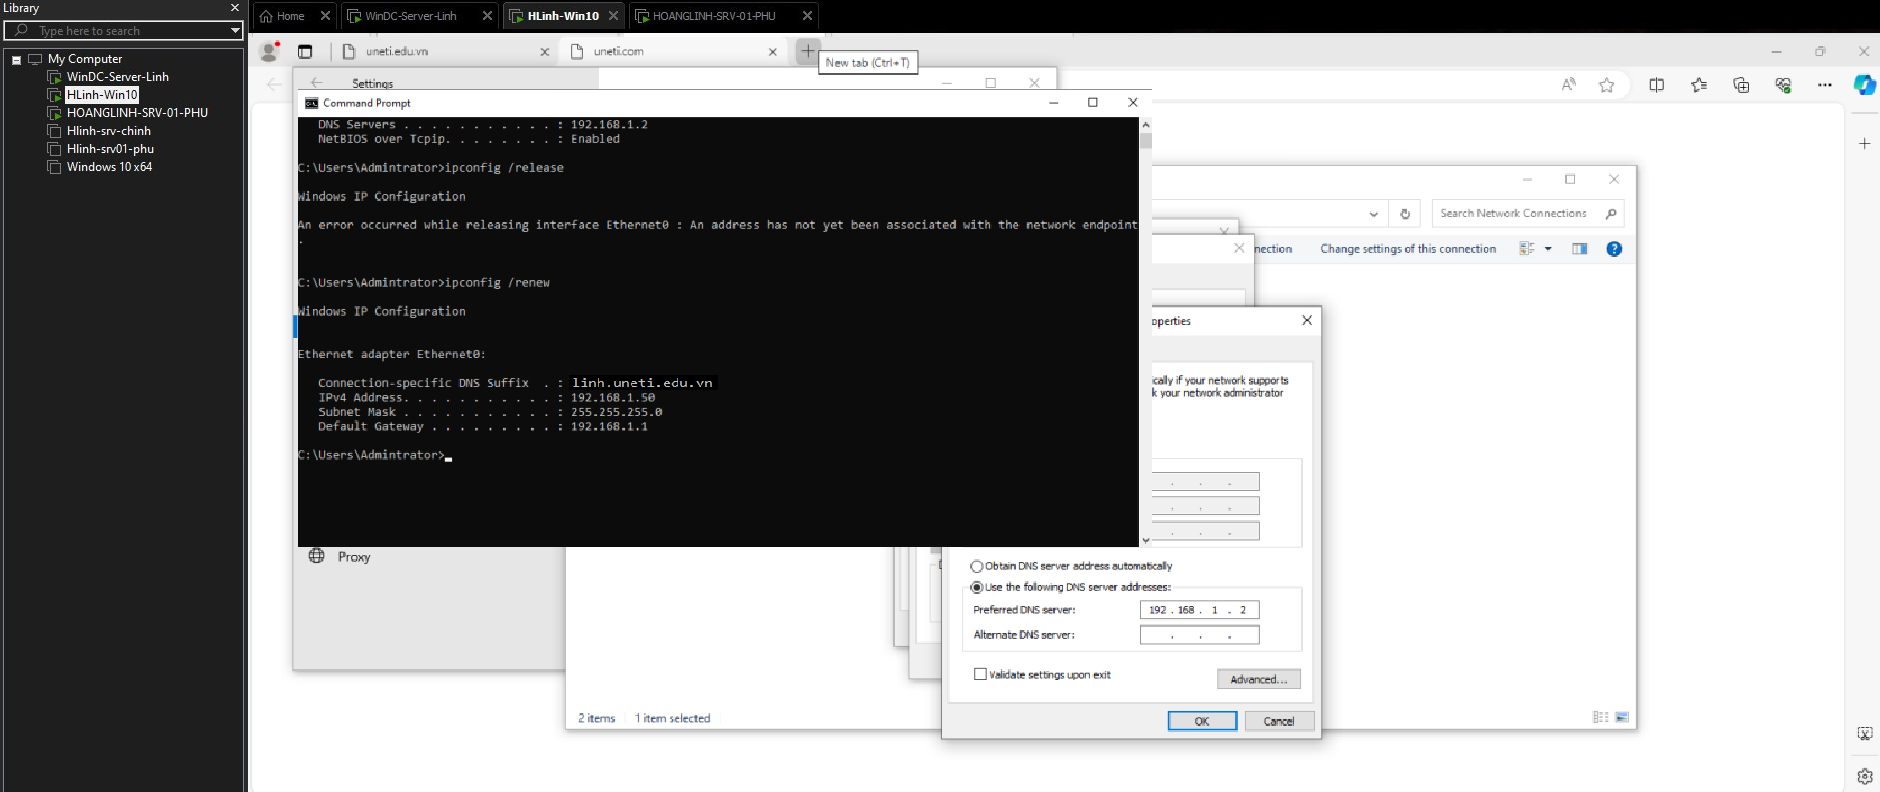 Library
Type here to search
My Computer
WinDC-Server-Linh
HLinh-Win10
HOANGLINH-SRV-01-PHU
Hlinh-srv-chinh
Hlinh-srv01-phu
Windows 10 x64
Home
WinDC-Server-Linh
HLinh-Win10
HOANGLINH-SRV-01-PHU
uneti.edu.vn
uneti.com
New tab (Ctrl+T)
Settings
Command Prompt
DNS Servers . . . . . . . . . . . : 192.168.1.2
NetBIOS over Tcpip. . . . . . . . : Enabled
C:\Users\Admintrator>ipconfig /release
Windows IP Configuration
An error occurred while releasing interface Ethernet0 : An address has not yet been associated with the network endpoint
.
C:\Users\Admintrator>ipconfig /renew
Windows IP Configuration
Ethernet adapter Ethernet0:
Connection-specific DNS Suffix  . : linh.uneti.edu.vn
IPv4 Address. . . . . . . . . . . : 192.168.1.50
Subnet Mask . . . . . . . . . . . : 255.255.255.0
Default Gateway . . . . . . . . . : 192.168.1.1
C:\Users\Admintrator>
Proxy
Search Network Connections
nection
Change settings of this connection
operties
ically if your network supports
k your network administrator
Obtain DNS server address automatically
Use the following DNS server addresses:
Preferred DNS server:
192 . 168 . 1 . 2
Alternate DNS server:
Validate settings upon exit
Advanced...
OK
Cancel
2 items
1 item selected